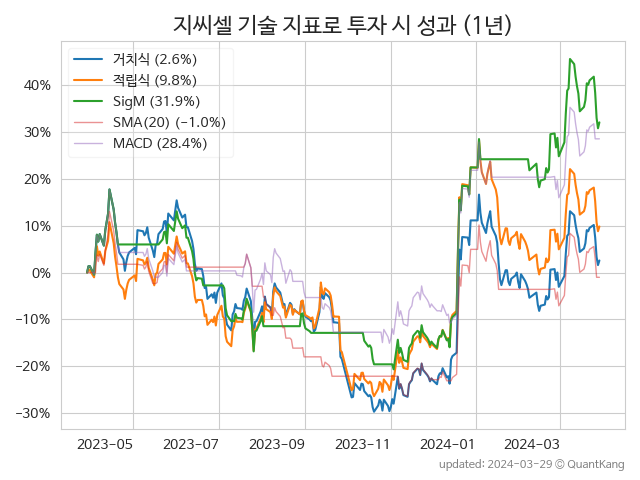 지씨셀 기술 지표로 투자 시 성과 (1년)
거치식 (2.6%)
적립식 (9.8%)
SigM (31.9%)
SMA(20) (−1.0%)
MACD (28.4%)
40%
30%
20%
10%
0%
−10%
−20%
−30%
2023-05
2023-07
2023-09
2023-11
2024-01
2024-03
updated: 2024-03-29 © QuantKang